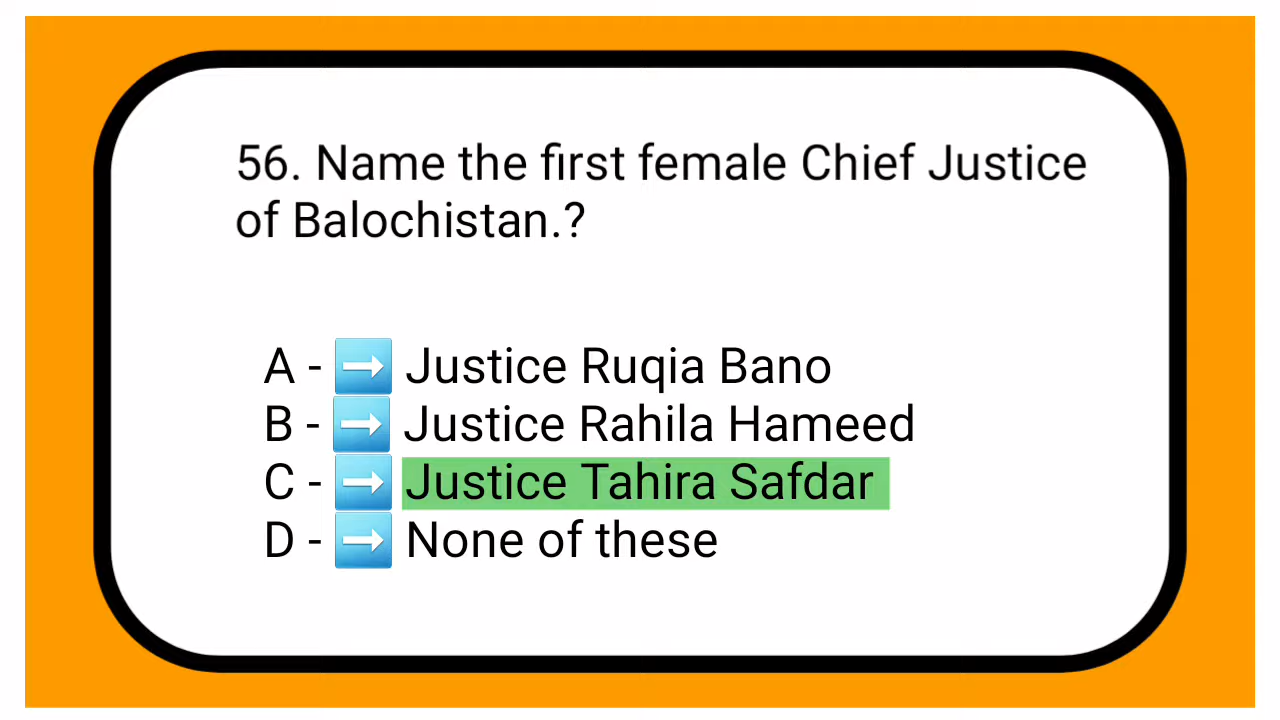 56. Name the first female Chief Justice
of Balochistan.?
A - ➡ Justice Ruqia Bano
B - ➡ Justice Rahila Hameed
C - ➡ Justice Tahira Safdar
D - ➡ None of these